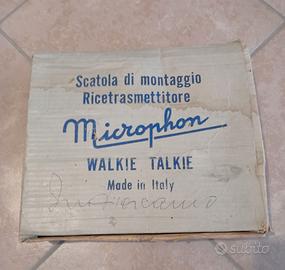 Scatola di montaggio
Ricetrasmettitore
Microphon
WALKIE TALKIE
Made in Italy
subito